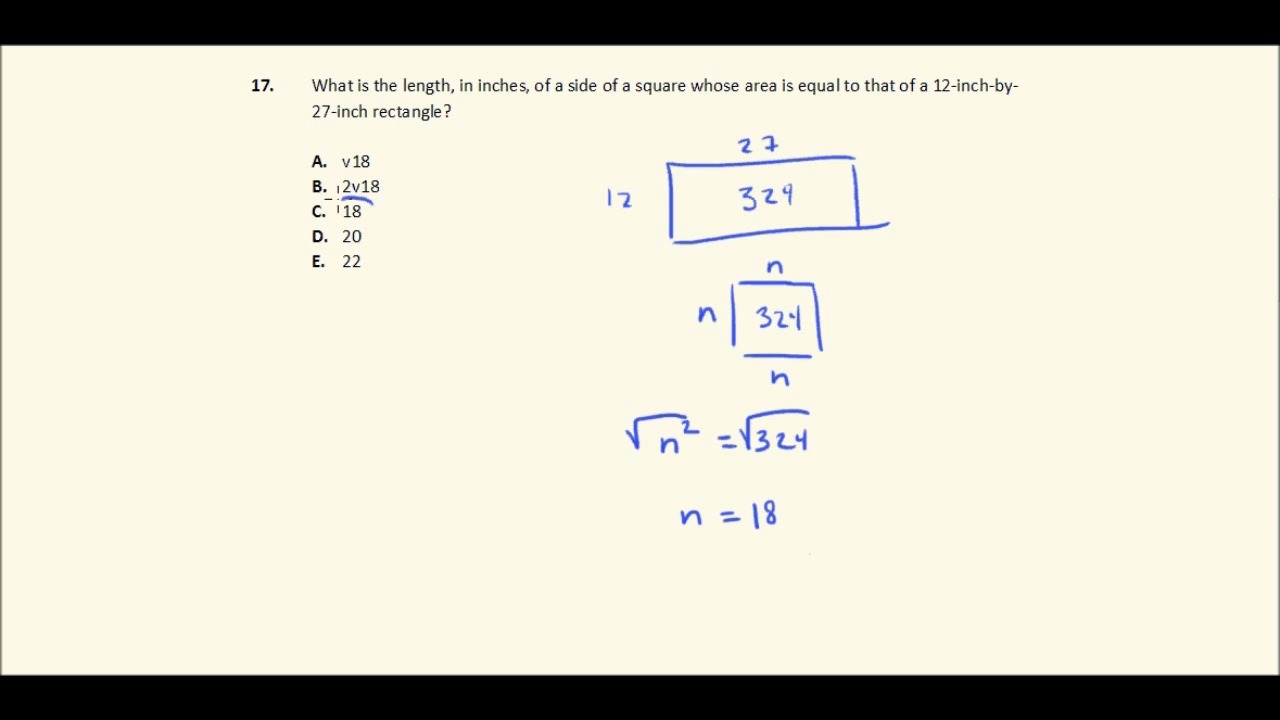 17. What is the length, in inches, of a side of a square whose area is equal to that of a 12-inch-by-
27-inch rectangle?
A. v18
B. 2v18
C. 18
D. 20
E. 22
27
12
324
n
n
324
n
√n² = √324
n = 18